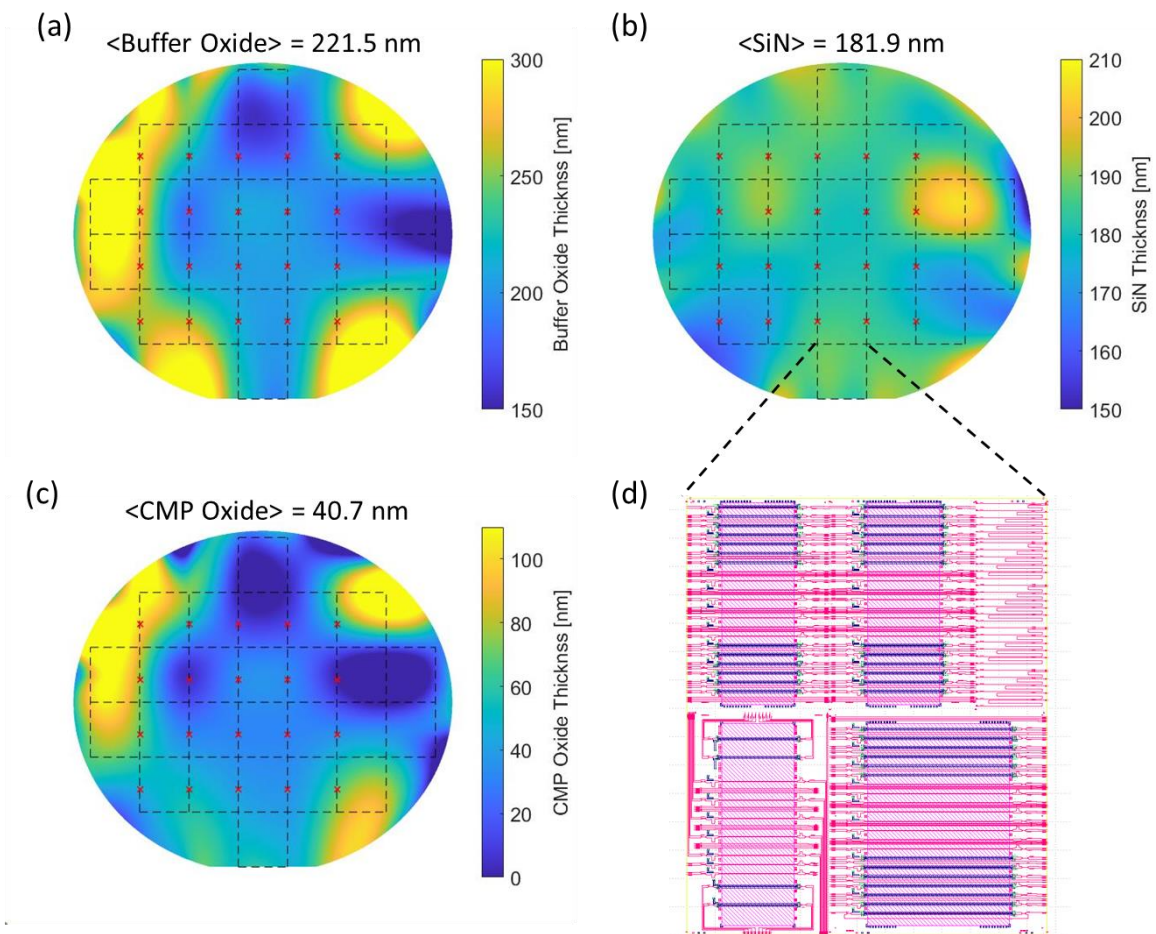 (a)
<Buffer Oxide> = 221.5 nm
300
250
200
150
Buffer Oxide Thicknss [nm]
(b)
<SiN> = 181.9 nm
210
200
190
180
170
160
150
SiN Thicknss [nm]
(c)
<CMP Oxide> = 40.7 nm
100
80
60
40
20
0
CMP Oxide Thicknss [nm]
(d)